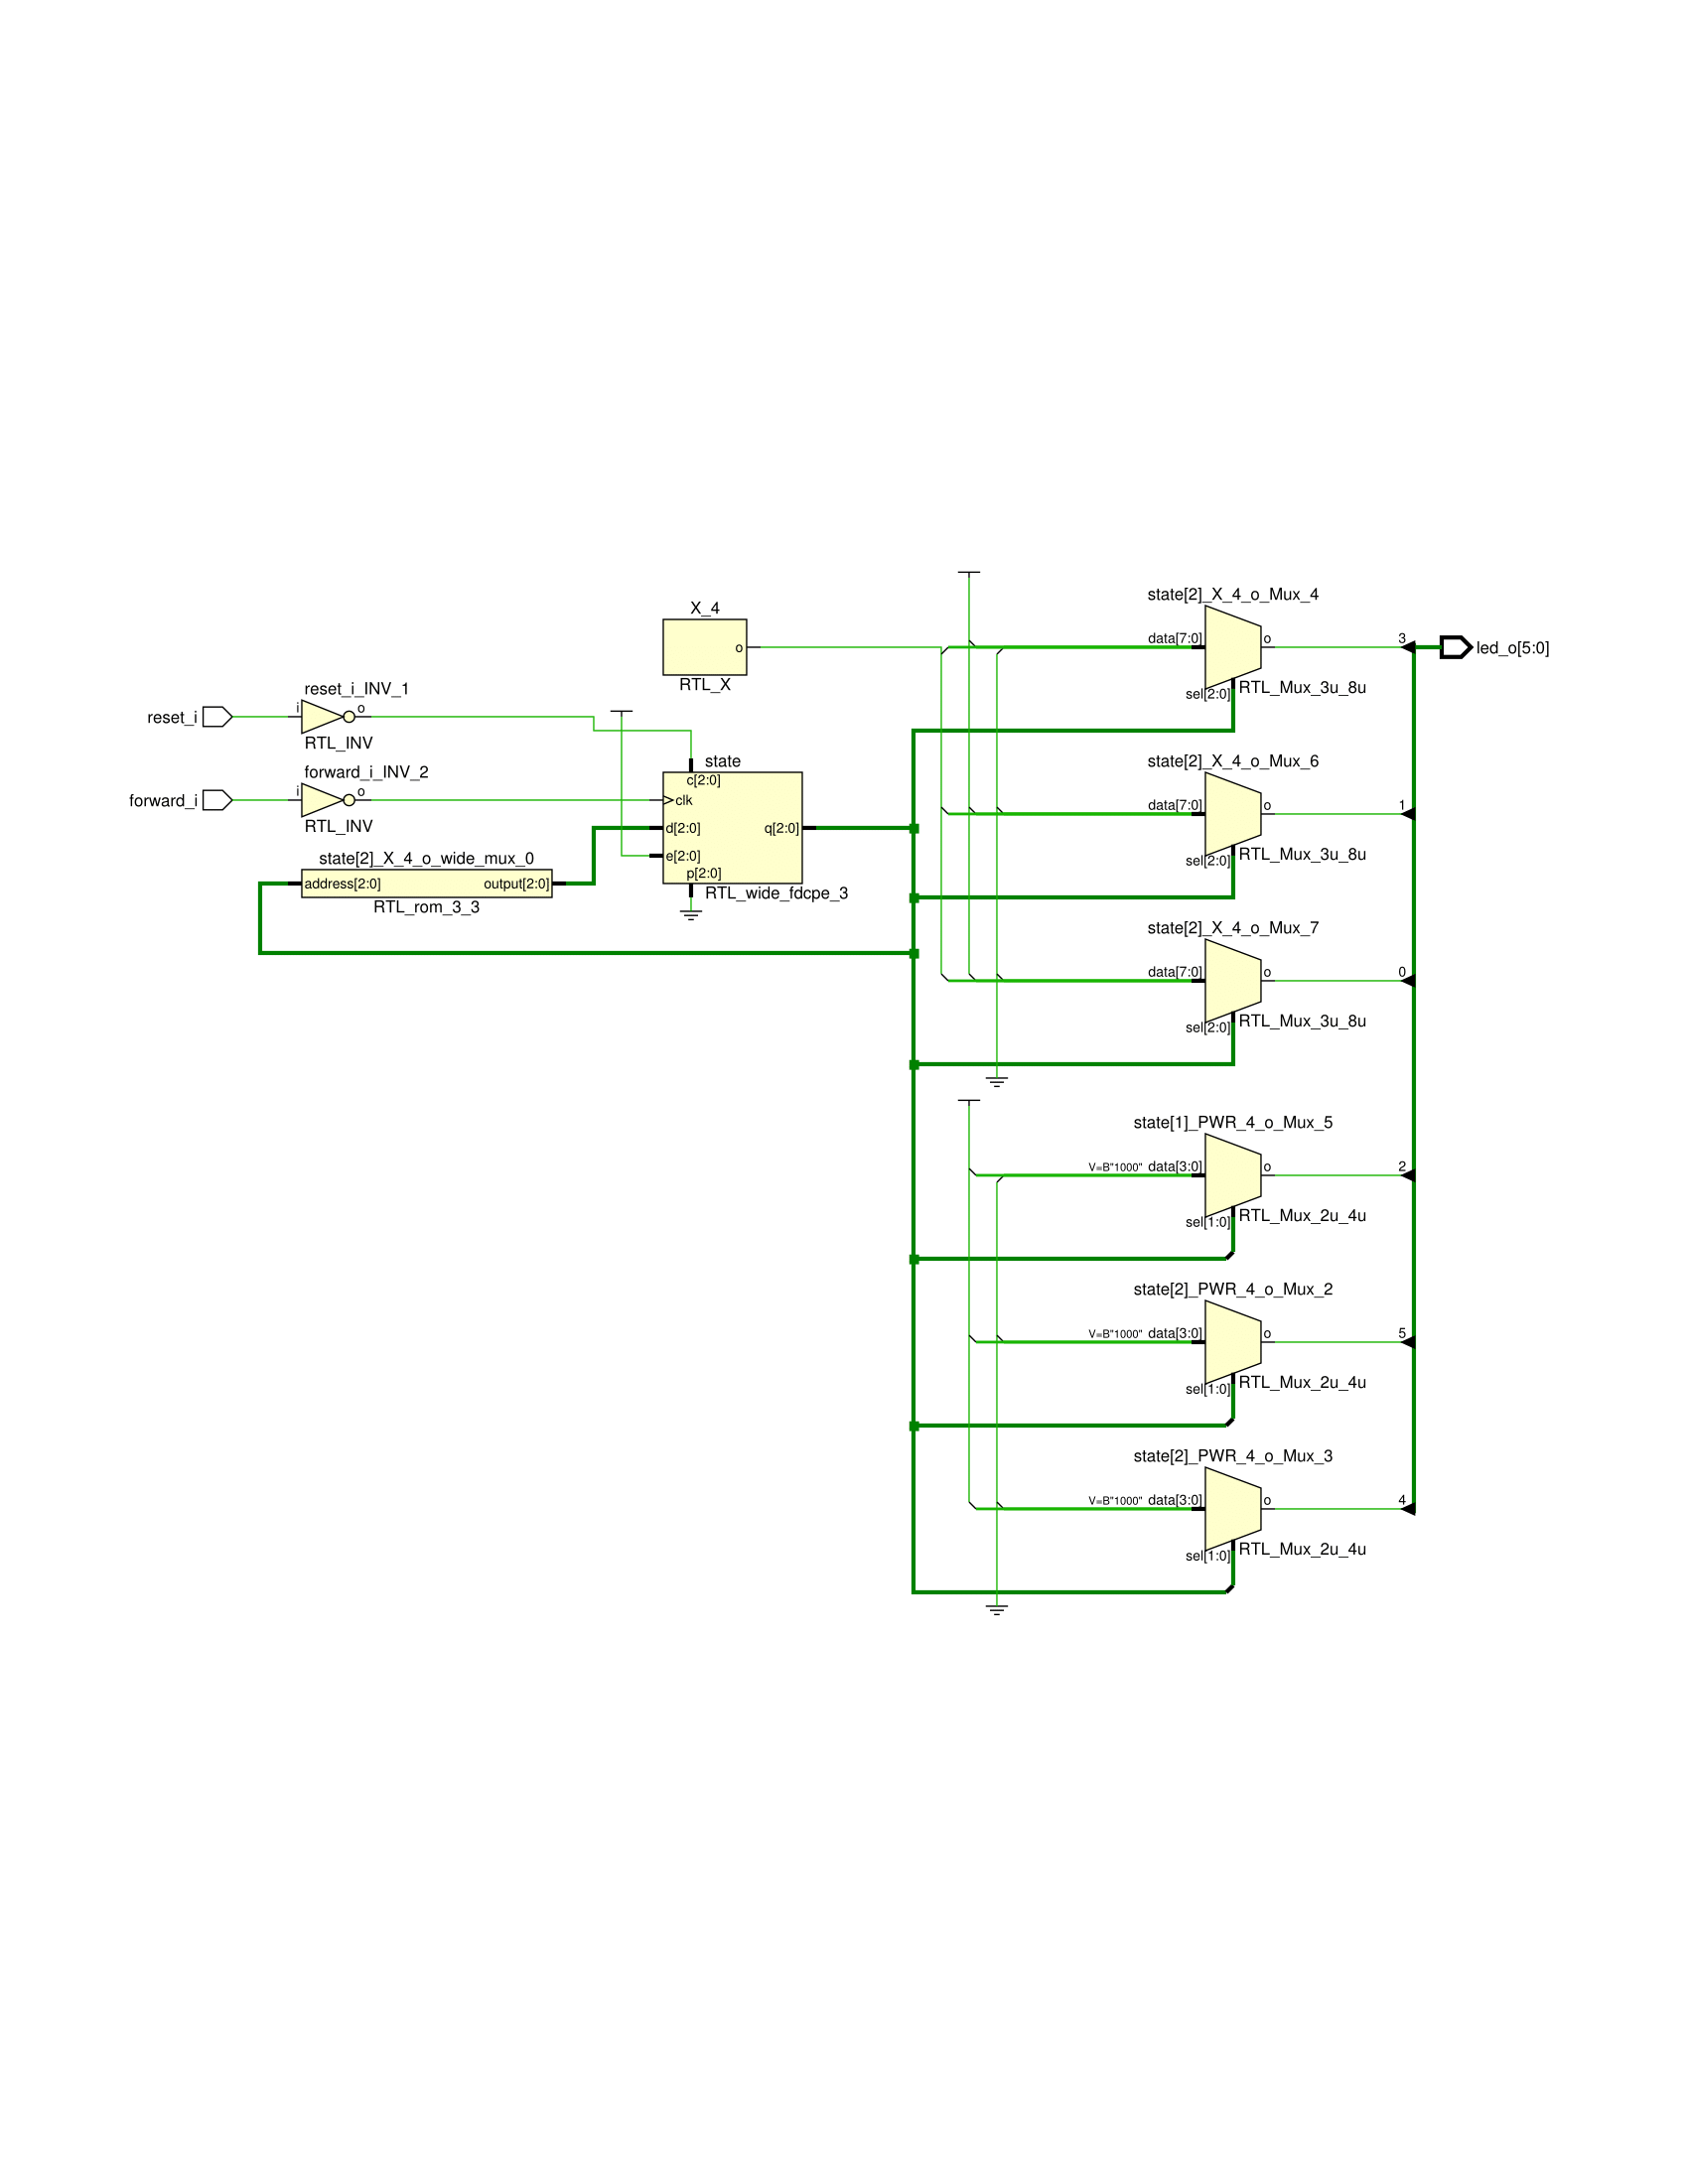 X_4
o
RTL_X
reset_i_INV_1
reset_i
i
o
RTL_INV
forward_i_INV_2
forward_i
i
o
RTL_INV
state[2]_X_4_o_wide_mux_0
address[2:0]
output[2:0]
RTL_rom_3_3
state
c[2:0]
clk
d[2:0]
q[2:0]
e[2:0]
p[2:0]
RTL_wide_fdcpe_3
state[2]_X_4_o_Mux_4
data[7:0]
o
3
led_o[5:0]
sel[2:0]
RTL_Mux_3u_8u
state[2]_X_4_o_Mux_6
data[7:0]
o
1
sel[2:0]
RTL_Mux_3u_8u
state[2]_X_4_o_Mux_7
data[7:0]
o
0
sel[2:0]
RTL_Mux_3u_8u
state[1]_PWR_4_o_Mux_5
V=B"1000" data[3:0]
o
2
sel[1:0]
RTL_Mux_2u_4u
state[2]_PWR_4_o_Mux_2
V=B"1000" data[3:0]
o
5
sel[1:0]
RTL_Mux_2u_4u
state[2]_PWR_4_o_Mux_3
V=B"1000" data[3:0]
o
4
sel[1:0]
RTL_Mux_2u_4u